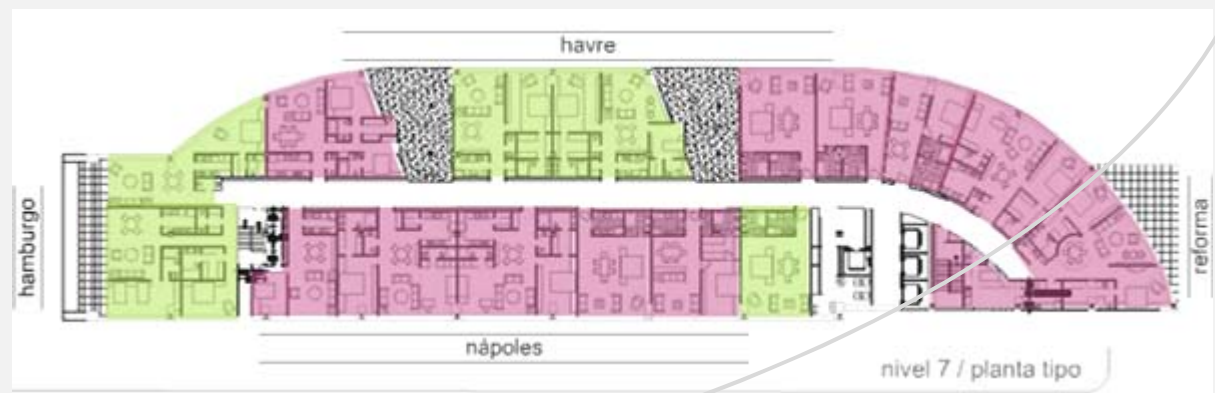 havre
hamburgo
reforma
nápoles
nivel 7 / planta tipo